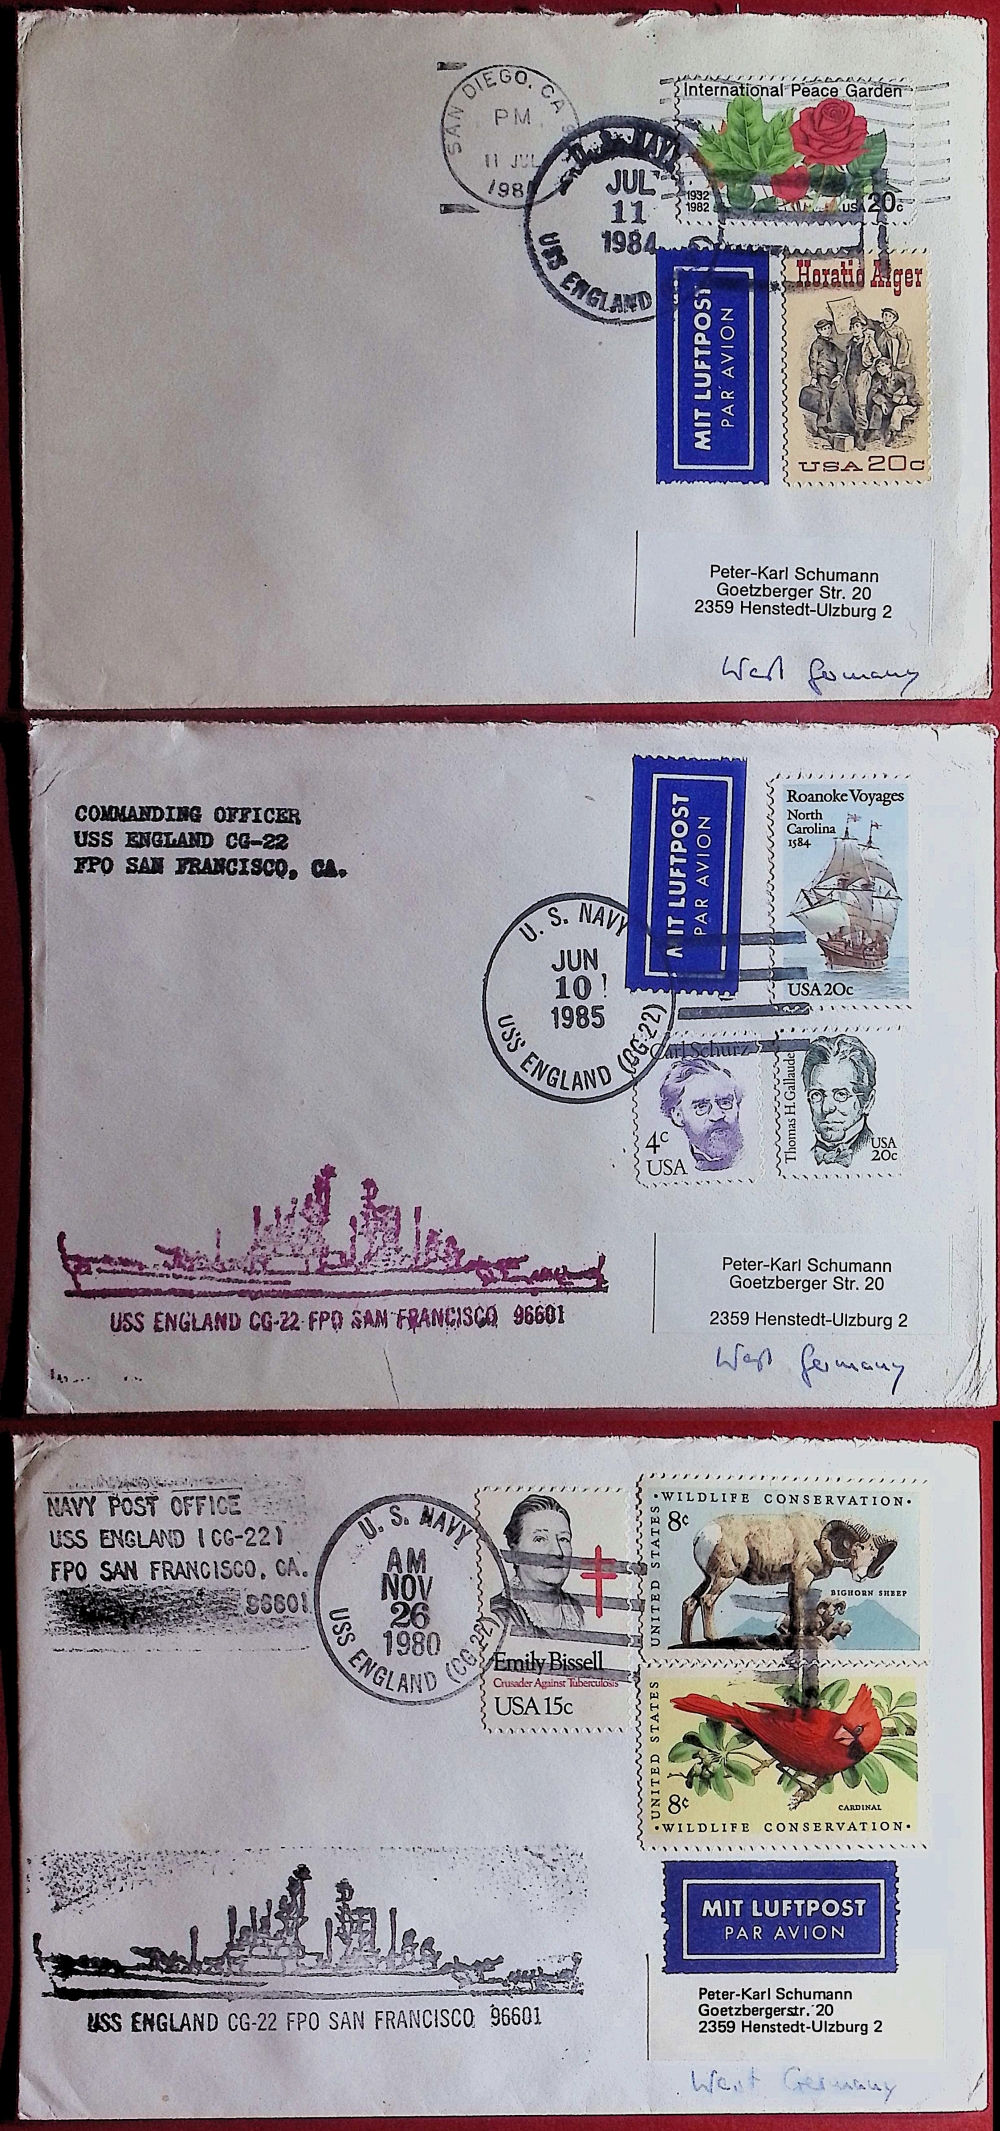 SAN DIEGO, CA
PM
11 JUL
198
U. S. NAVY
JUL
11
1984
USS ENGLAND
International Peace Garden
1932
1982
USA 20c
MIT LUFTPOST
PAR AVION
Horatio Alger
USA 20c
Peter-Karl Schumann
Goetzberger Str. 20
2359 Henstedt-Ulzburg 2
West Germany
COMMANDING OFFICER
USS ENGLAND CG-22
FPO SAN FRANCISCO, CA.
U. S. NAVY
JUN
10
1985
USS ENGLAND (CG-22)
MIT LUFTPOST
PAR AVION
Roanoke Voyages
North
Carolina
1584
USA 20c
Carl Schurz
4c
USA
Thomas H. Gallaudet
USA
20c
USS ENGLAND CG-22 FPO SAN FRANCISCO 96601
Peter-Karl Schumann
Goetzberger Str. 20
2359 Henstedt-Ulzburg 2
West Germany
NAVY POST OFFICE
USS ENGLAND (CG-22)
FPO SAN FRANCISCO, CA.
96601
U. S. NAVY
AM
NOV
26
1980
USS ENGLAND (CG-22)
Emily Bissell
Crusader Against Tuberculosis
USA 15c
·WILDLIFE CONSERVATION·
UNITED STATES
8c
BIGHORN SHEEP
UNITED STATES
8c
CARDINAL
·WILDLIFE CONSERVATION·
MIT LUFTPOST
PAR AVION
USS ENGLAND CG-22 FPO SAN FRANCISCO 96601
Peter-Karl Schumann
Goetzbergerstr. 20
2359 Henstedt-Ulzburg 2
West Germany